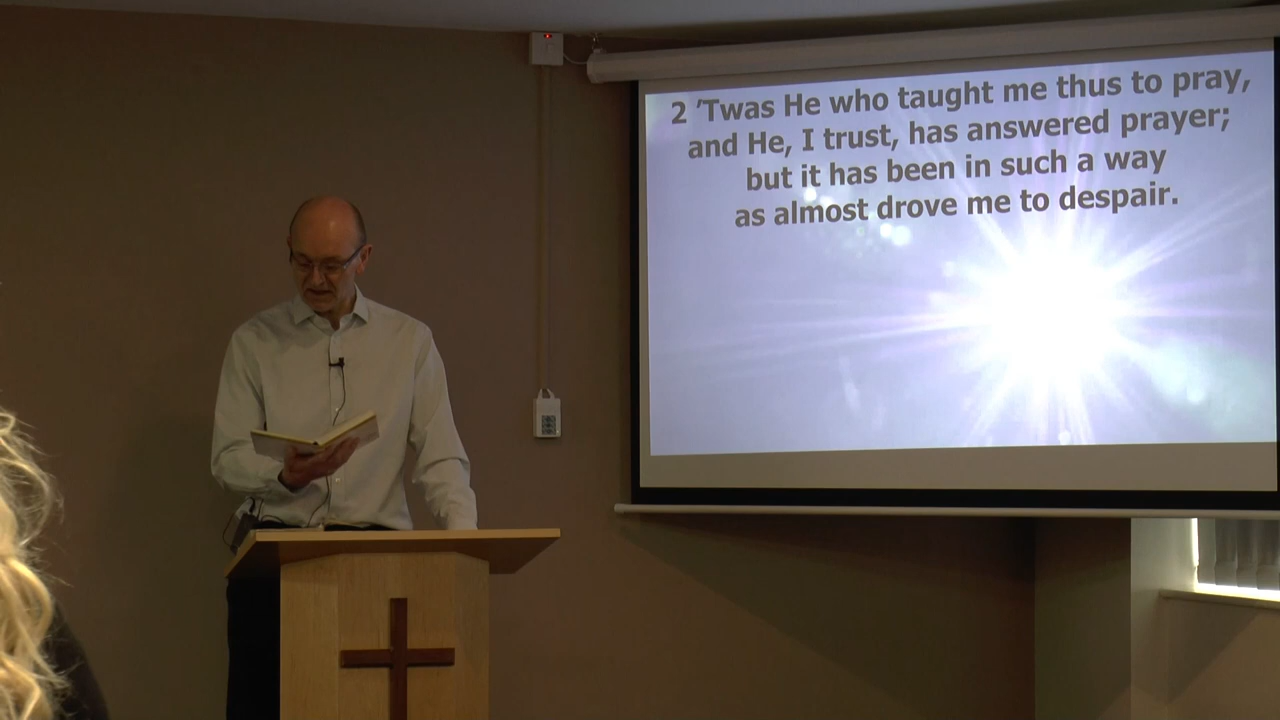 2 ’Twas He who taught me thus to pray,
and He, I trust, has answered prayer;
but it has been in such a way
as almost drove me to despair.